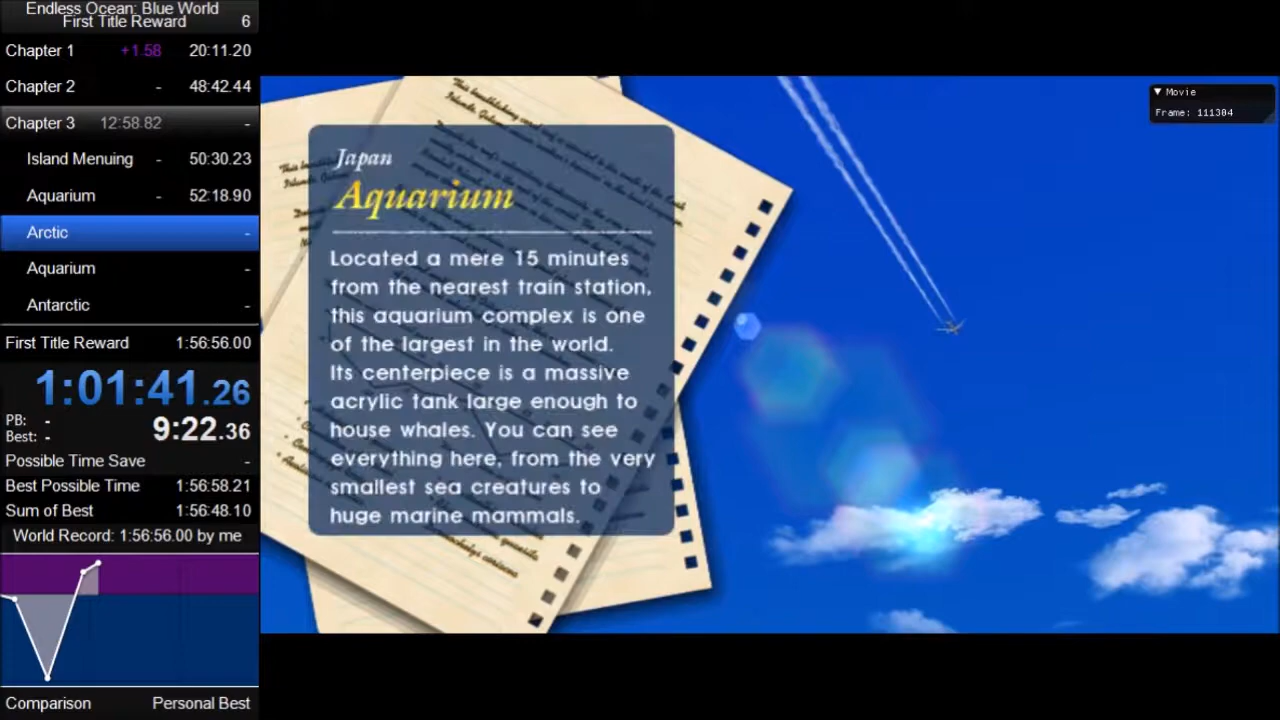 Endless Ocean: Blue World
First Title Reward 6
Chapter 1 +1.58 20:11.20
Chapter 2 - 48:42.44
Chapter 3 12:58.82 -
Island Menuing - 50:30.23
Aquarium - 52:18.90
Arctic -
Aquarium -
Antarctic -
First Title Reward 1:56:56.00
1:01:41.26
PB: -
Best: -
9:22.36
Possible Time Save -
Best Possible Time 1:56:58.21
Sum of Best 1:56:48.10
World Record: 1:56:56.00 by me
Comparison Personal Best
Japan
Aquarium
Located a mere 15 minutes
from the nearest train station,
this aquarium complex is one
of the largest in the world.
Its centerpiece is a massive
acrylic tank large enough to
house whales. You can see
everything here, from the very
smallest sea creatures to
huge marine mammals.
▼ Movie
Frame: 111304